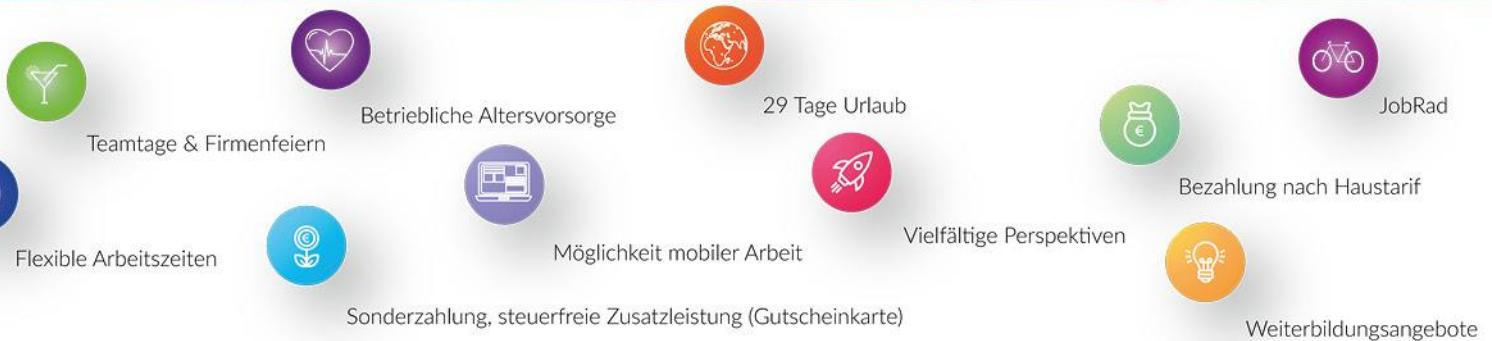 29 Tage Urlaub
JobRad
Betriebliche Altersvorsorge
Teamtage & Firmenfeiern
Bezahlung nach Haustarif
Vielfältige Perspektiven
Möglichkeit mobiler Arbeit
Flexible Arbeitszeiten
Sonderzahlung, steuerfreie Zusatzleistung (Gutscheinkarte)
Weiterbildungsangebote